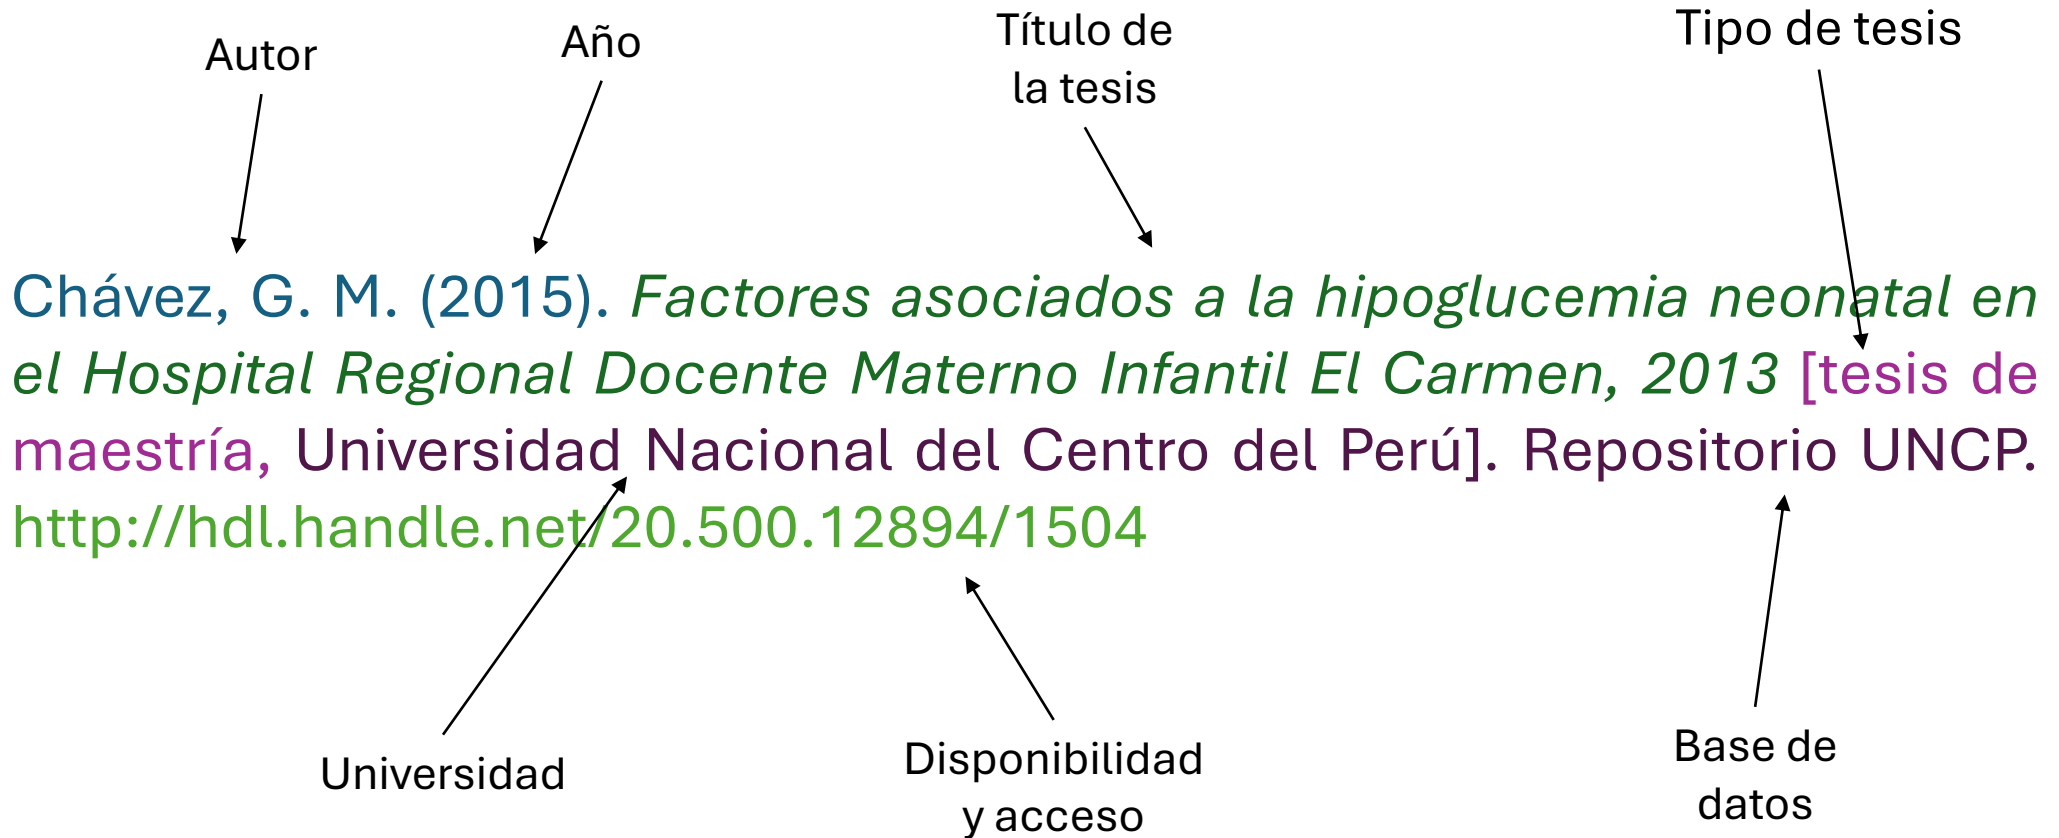 Autor
Año
Título de
la tesis
Tipo de tesis
Chávez, G. M. (2015). Factores asociados a la hipoglucemia neonatal en
el Hospital Regional Docente Materno Infantil El Carmen, 2013 [tesis de
maestría, Universidad Nacional del Centro del Perú]. Repositorio UNCP.
http://hdl.handle.net/20.500.12894/1504
Universidad
Disponibilidad
y acceso
Base de
datos